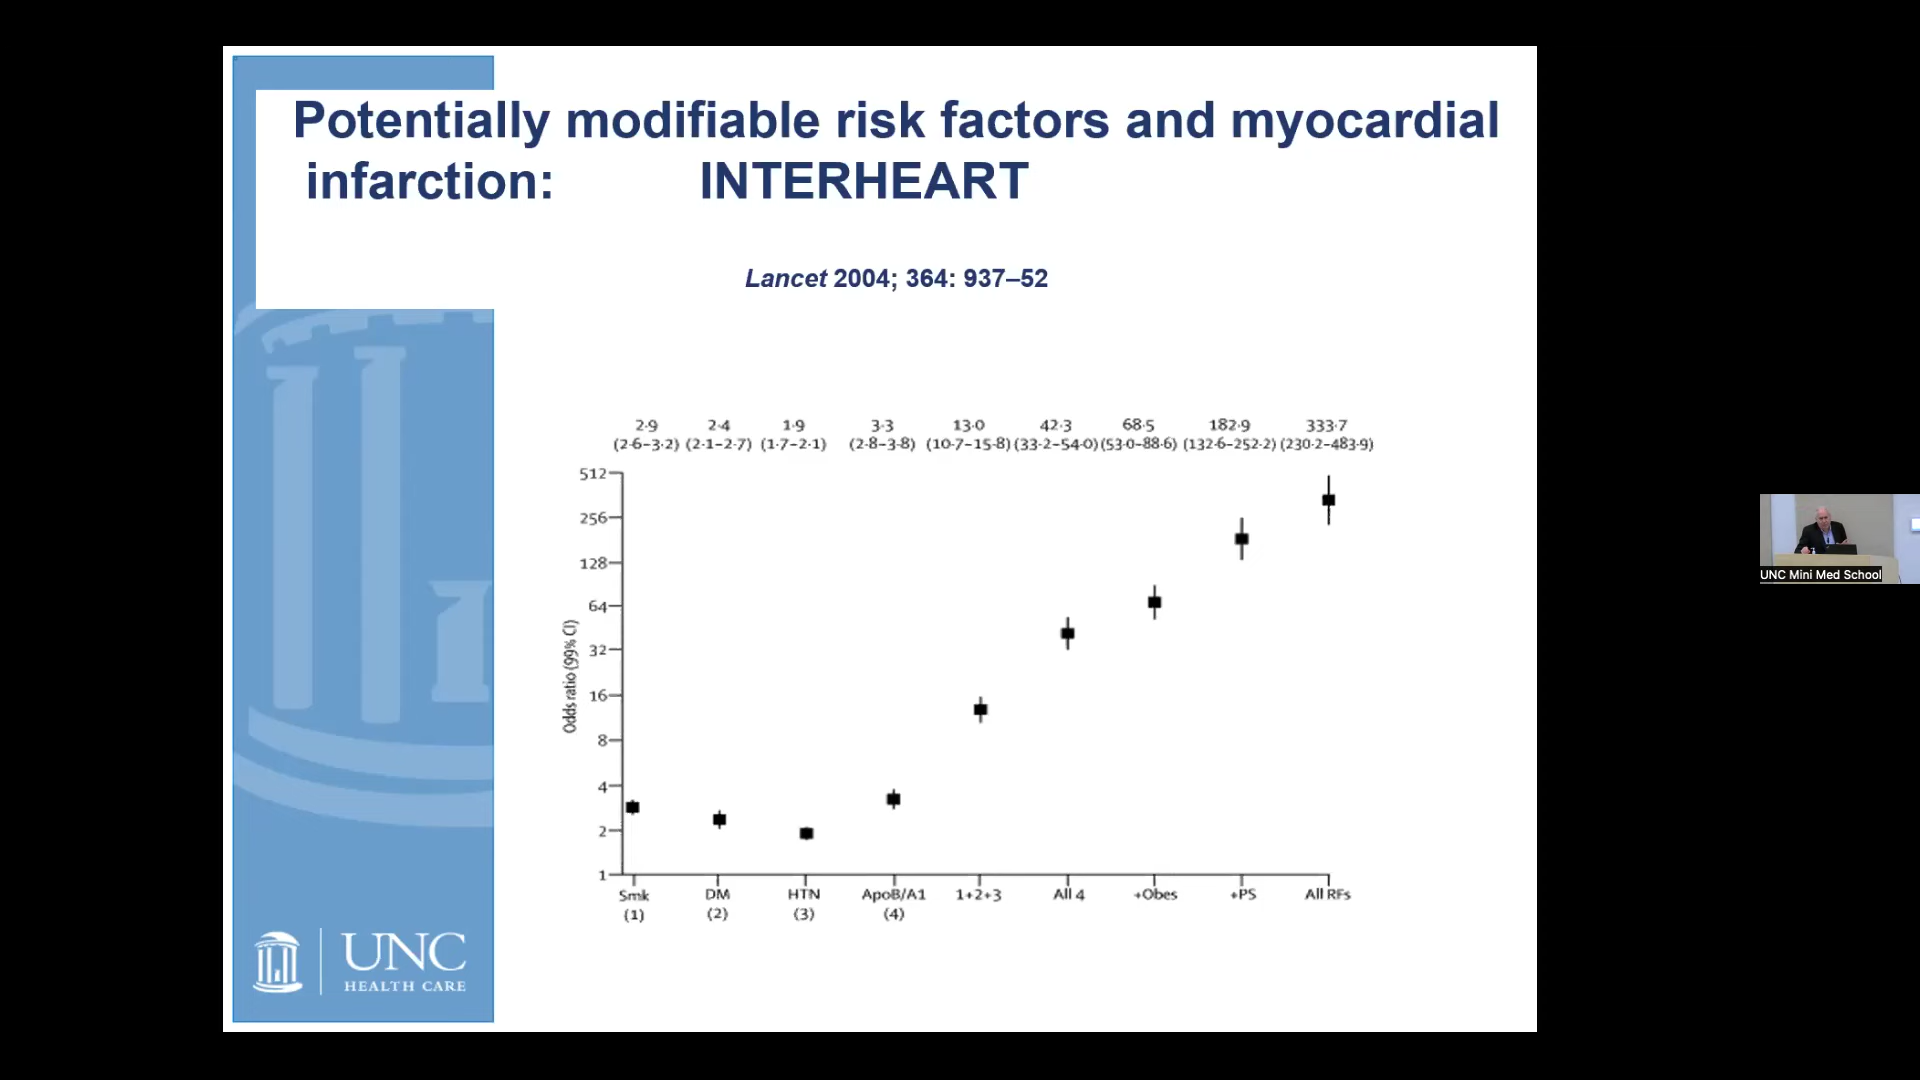 Potentially modifiable risk factors and myocardial
infarction: INTERHEART
Lancet 2004; 364: 937–52
2·9 2·4 1·9 3·3 13·0 42·3 68·5 182·9 333·7
(2·6–3·2) (2·1–2·7) (1·7–2·1) (2·8–3·8) (10·7–15·8) (33·2–54·0) (53·0–88·6) (132·6–252·2) (230·2–483·9)
512
256
128
64
32
16
8
4
2
1
Odds ratio (99% CI)
Smk DM HTN ApoB/A1 1+2+3 All 4 +Obes +PS All RFs
(1) (2) (3) (4)
UNC
HEALTH CARE
UNC Mini Med School